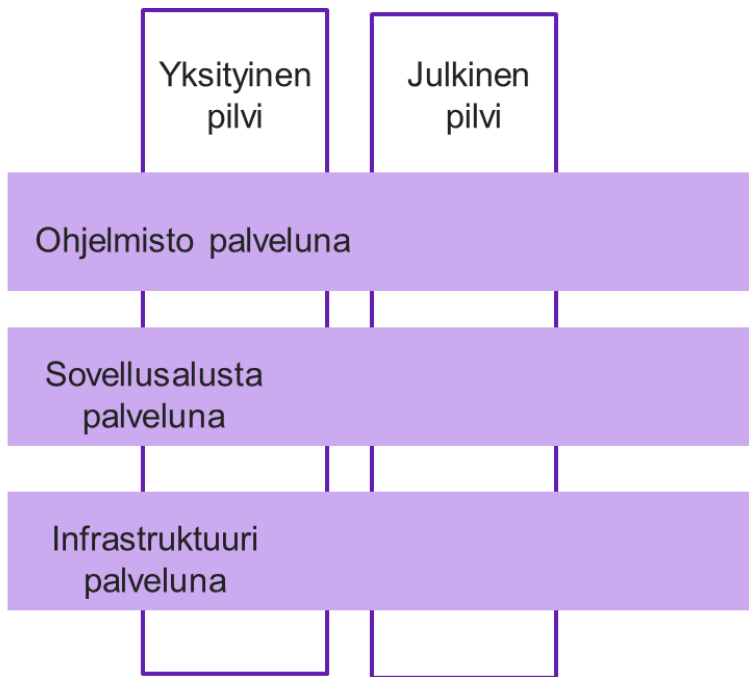 Yksityinen
pilvi
Julkinen
pilvi
Ohjelmisto palveluna
Sovellusalusta
palveluna
Infrastruktuuri
palveluna